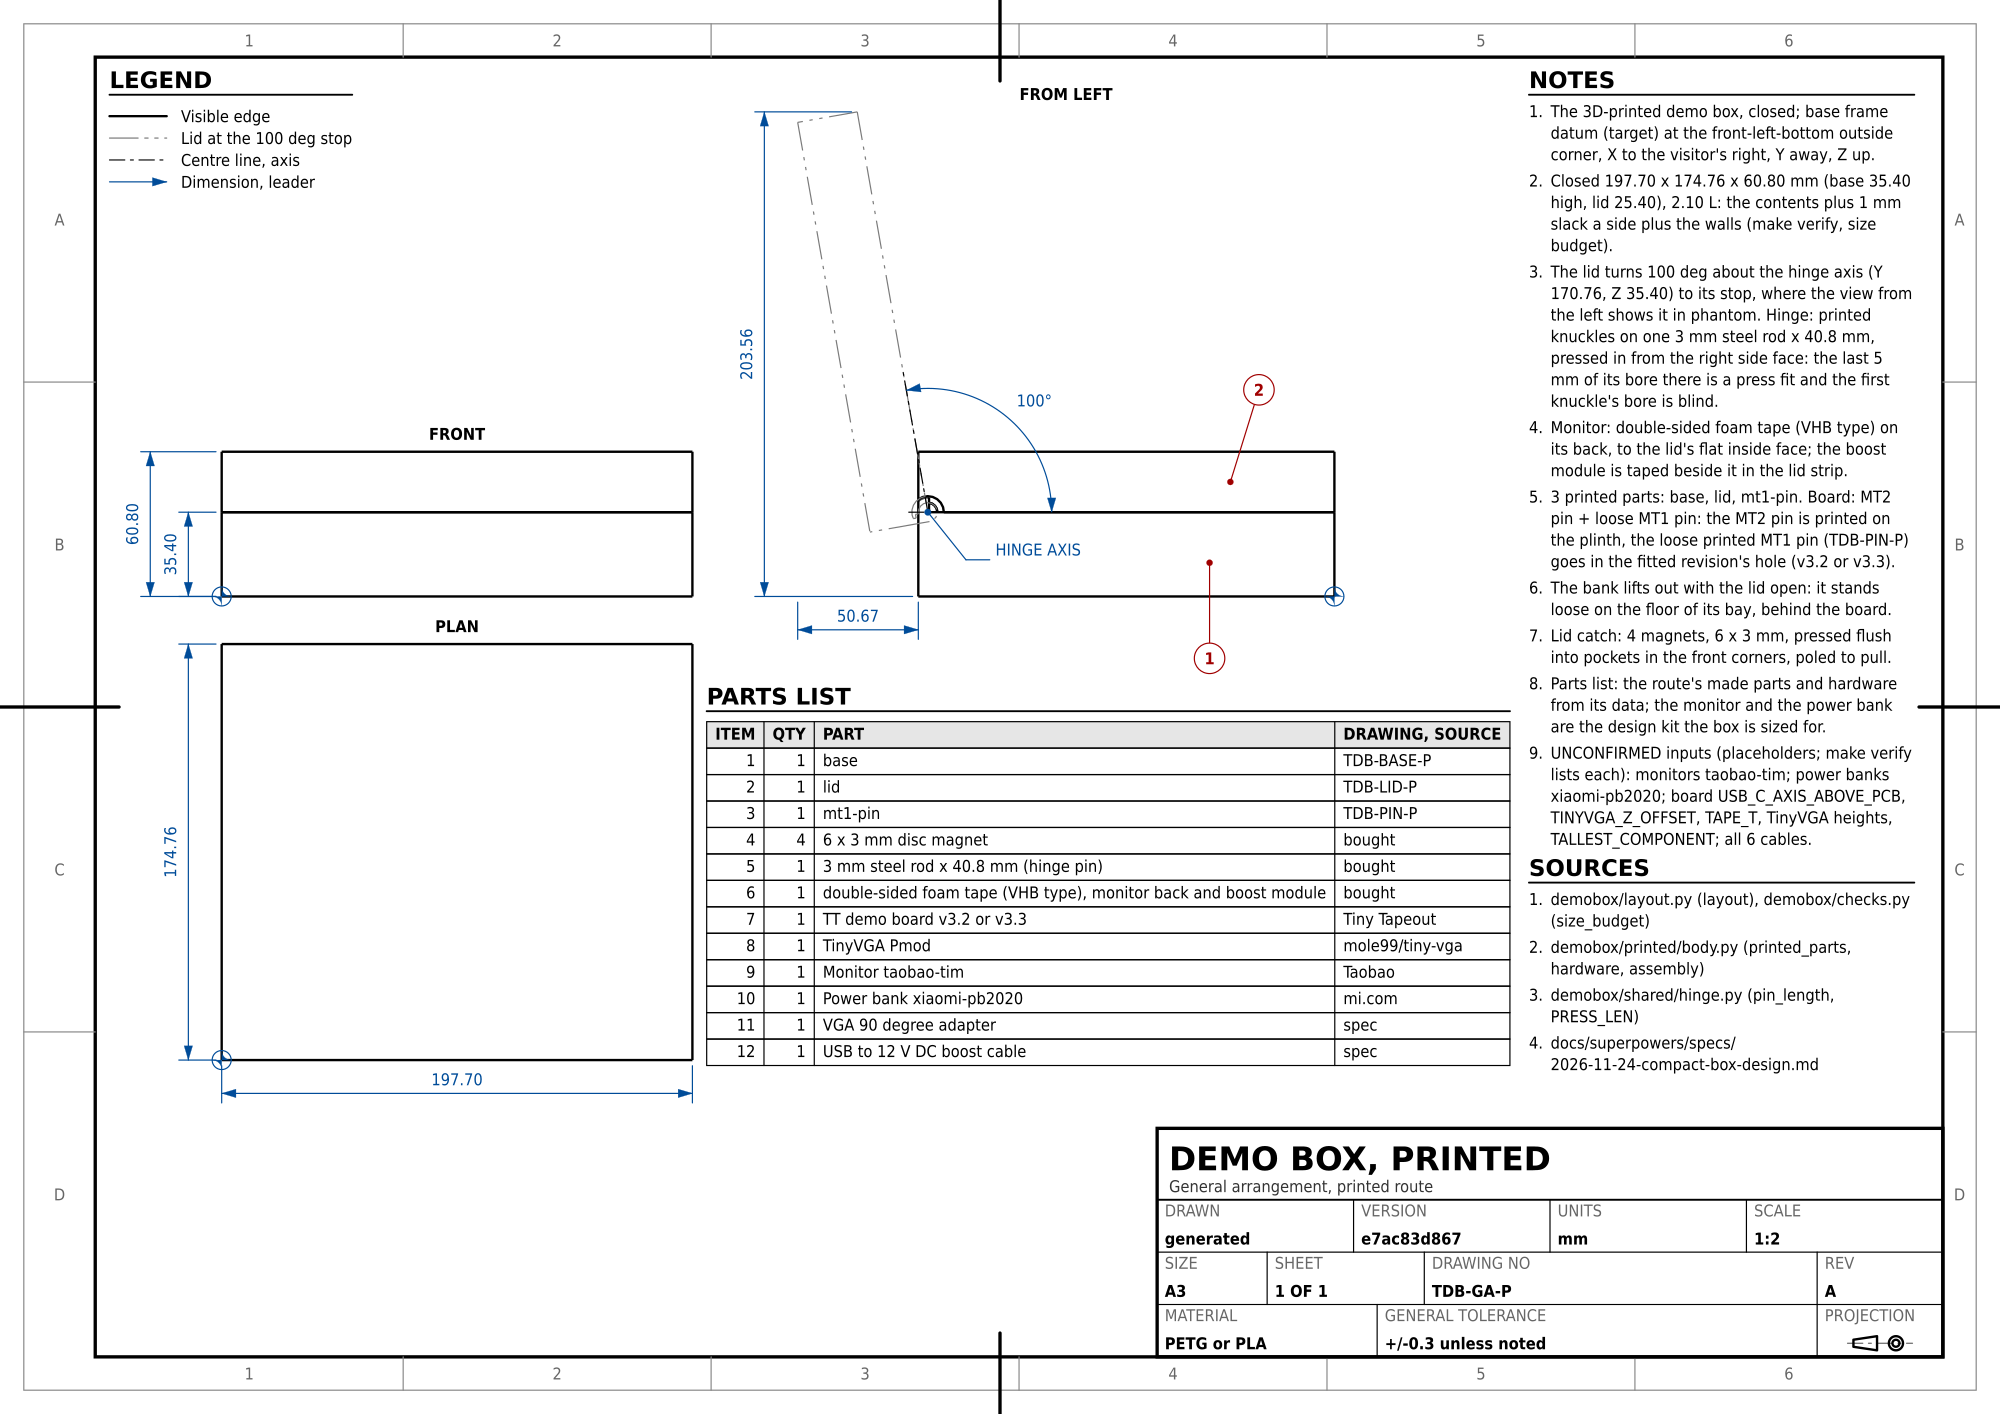 1 2 3 4 5 6
LEGEND
Visible edge
Lid at the 100 deg stop
Centre line, axis
Dimension, leader
A
B
C
D
FROM LEFT
203.56
100°
2
HINGE AXIS
50.67
1
FRONT
60.80
35.40
PLAN
174.76
197.70
PARTS LIST
ITEM QTY PART DRAWING, SOURCE
1 1 base TDB-BASE-P
2 1 lid TDB-LID-P
3 1 mt1-pin TDB-PIN-P
4 4 6 x 3 mm disc magnet bought
5 1 3 mm steel rod x 40.8 mm (hinge pin) bought
6 1 double-sided foam tape (VHB type), monitor back and boost module bought
7 1 TT demo board v3.2 or v3.3 Tiny Tapeout
8 1 TinyVGA Pmod mole99/tiny-vga
9 1 Monitor taobao-tim Taobao
10 1 Power bank xiaomi-pb2020 mi.com
11 1 VGA 90 degree adapter spec
12 1 USB to 12 V DC boost cable spec
NOTES
1. The 3D-printed demo box, closed; base frame
datum (target) at the front-left-bottom outside
corner, X to the visitor's right, Y away, Z up.
2. Closed 197.70 x 174.76 x 60.80 mm (base 35.40
high, lid 25.40), 2.10 L: the contents plus 1 mm
slack a side plus the walls (make verify, size
budget).
3. The lid turns 100 deg about the hinge axis (Y
170.76, Z 35.40) to its stop, where the view from
the left shows it in phantom. Hinge: printed
knuckles on one 3 mm steel rod x 40.8 mm,
pressed in from the right side face: the last 5
mm of its bore there is a press fit and the first
knuckle's bore is blind.
4. Monitor: double-sided foam tape (VHB type) on
its back, to the lid's flat inside face; the boost
module is taped beside it in the lid strip.
5. 3 printed parts: base, lid, mt1-pin. Board: MT2
pin + loose MT1 pin: the MT2 pin is printed on
the plinth, the loose printed MT1 pin (TDB-PIN-P)
goes in the fitted revision's hole (v3.2 or v3.3).
6. The bank lifts out with the lid open: it stands
loose on the floor of its bay, behind the board.
7. Lid catch: 4 magnets, 6 x 3 mm, pressed flush
into pockets in the front corners, poled to pull.
8. Parts list: the route's made parts and hardware
from its data; the monitor and the power bank
are the design kit the box is sized for.
9. UNCONFIRMED inputs (placeholders; make verify
lists each): monitors taobao-tim; power banks
xiaomi-pb2020; board USB_C_AXIS_ABOVE_PCB,
TINYVGA_Z_OFFSET, TAPE_T, TinyVGA heights,
TALLEST_COMPONENT; all 6 cables.
SOURCES
1. demobox/layout.py (layout), demobox/checks.py
(size_budget)
2. demobox/printed/body.py (printed_parts,
hardware, assembly)
3. demobox/shared/hinge.py (pin_length,
PRESS_LEN)
4. docs/superpowers/specs/
2026-11-24-compact-box-design.md
A
B
C
D
DEMO BOX, PRINTED
General arrangement, printed route
DRAWN VERSION UNITS SCALE
generated e7ac83d867 mm 1:2
SIZE SHEET DRAWING NO REV
A3 1 OF 1 TDB-GA-P A
MATERIAL GENERAL TOLERANCE PROJECTION
PETG or PLA +/-0.3 unless noted
1 2 3 4 5 6